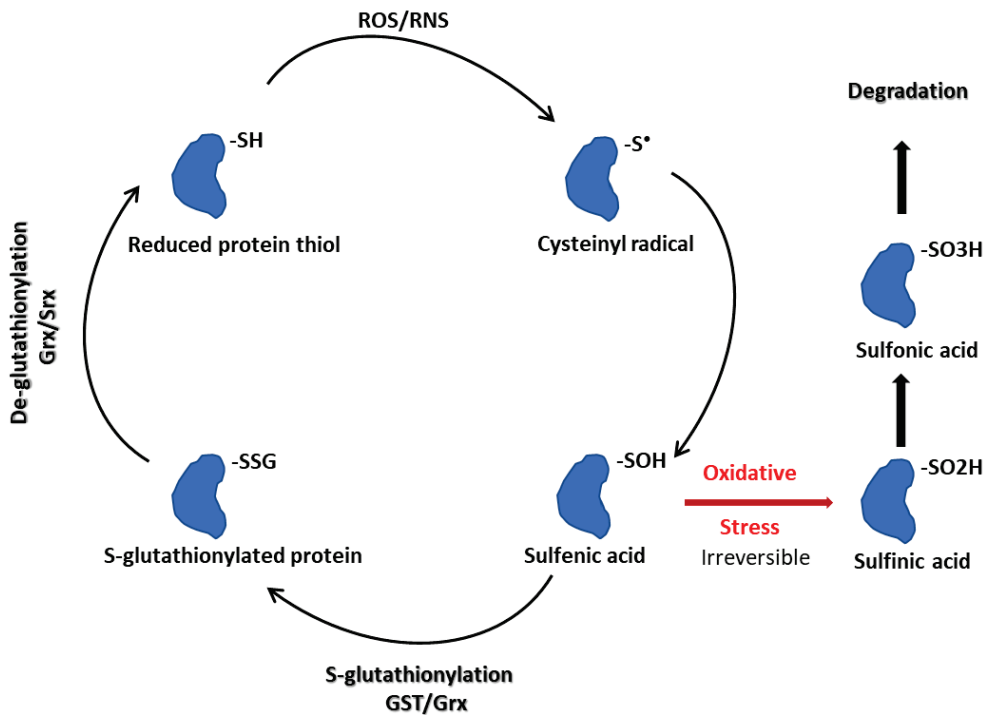 ROS/RNS
Degradation
-SH
-S•
Reduced protein thiol
Cysteinyl radical
-SO3H
Sulfonic acid
De-glutathionylation
Grx/Srx
-SSG
-SOH
Oxidative
Stress
Irreversible
-SO2H
S-glutathionylated protein
Sulfenic acid
Sulfinic acid
S-glutathionylation
GST/Grx